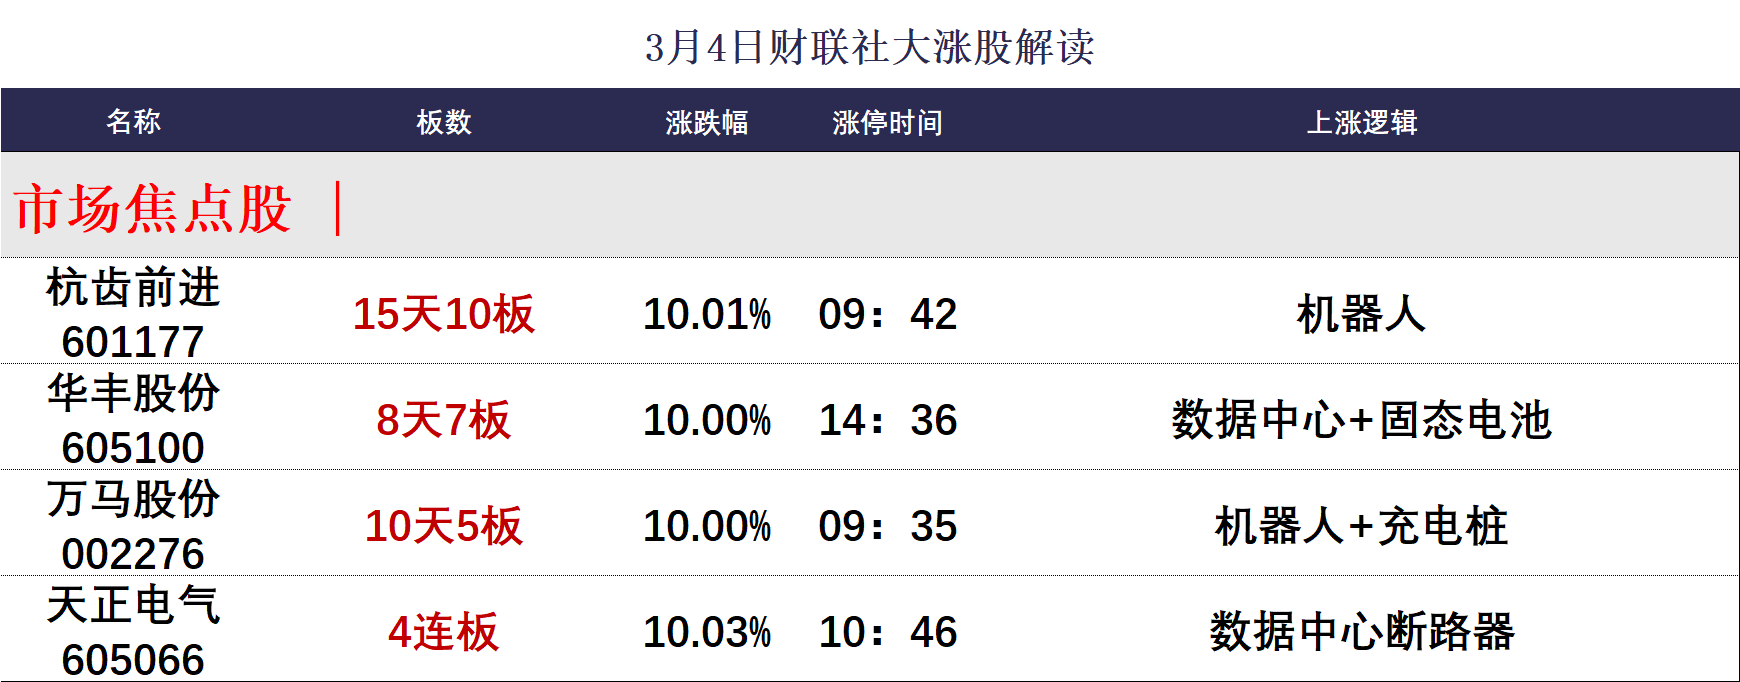 3月4日财联社大涨股解读
名称 板数 涨跌幅 涨停时间 上涨逻辑
市场焦点股 |
杭齿前进
601177 15天10板 10.01% 09：42 机器人
华丰股份
605100 8天7板 10.00% 14：36 数据中心+固态电池
万马股份
002276 10天5板 10.00% 09：35 机器人+充电桩
天正电气
605066 4连板 10.03% 10：46 数据中心断路器